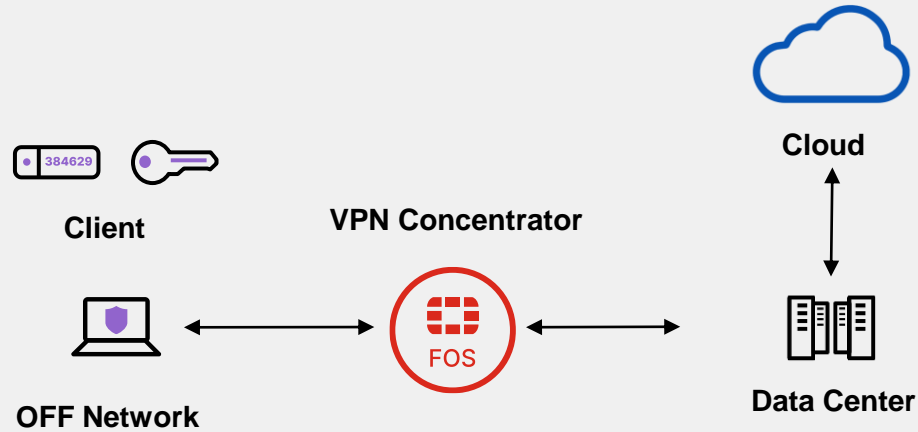 Cloud
384629
Client
VPN Concentrator
FOS
OFF Network
Data Center